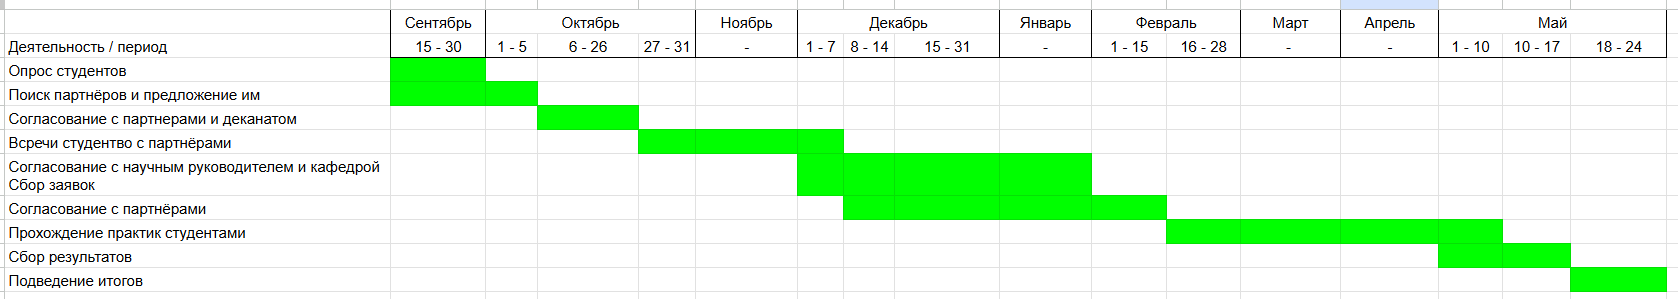 Сентябрь Октябрь Ноябрь Декабрь Январь Февраль Март Апрель Май
Деятельность / период 15 - 30 1 - 5 6 - 26 27 - 31 - 1 - 7 8 - 14 15 - 31 - 1 - 15 16 - 28 - - 1 - 10 10 - 17 18 - 24
Опрос студентов
Поиск партнёров и предложение им
Согласование с партнерами и деканатом
Всречи студентво с партнёрами
Согласование с научным руководителем и кафедрой
Сбор заявок
Согласование с партнёрами
Прохождение практик студентами
Сбор результатов
Подведение итогов